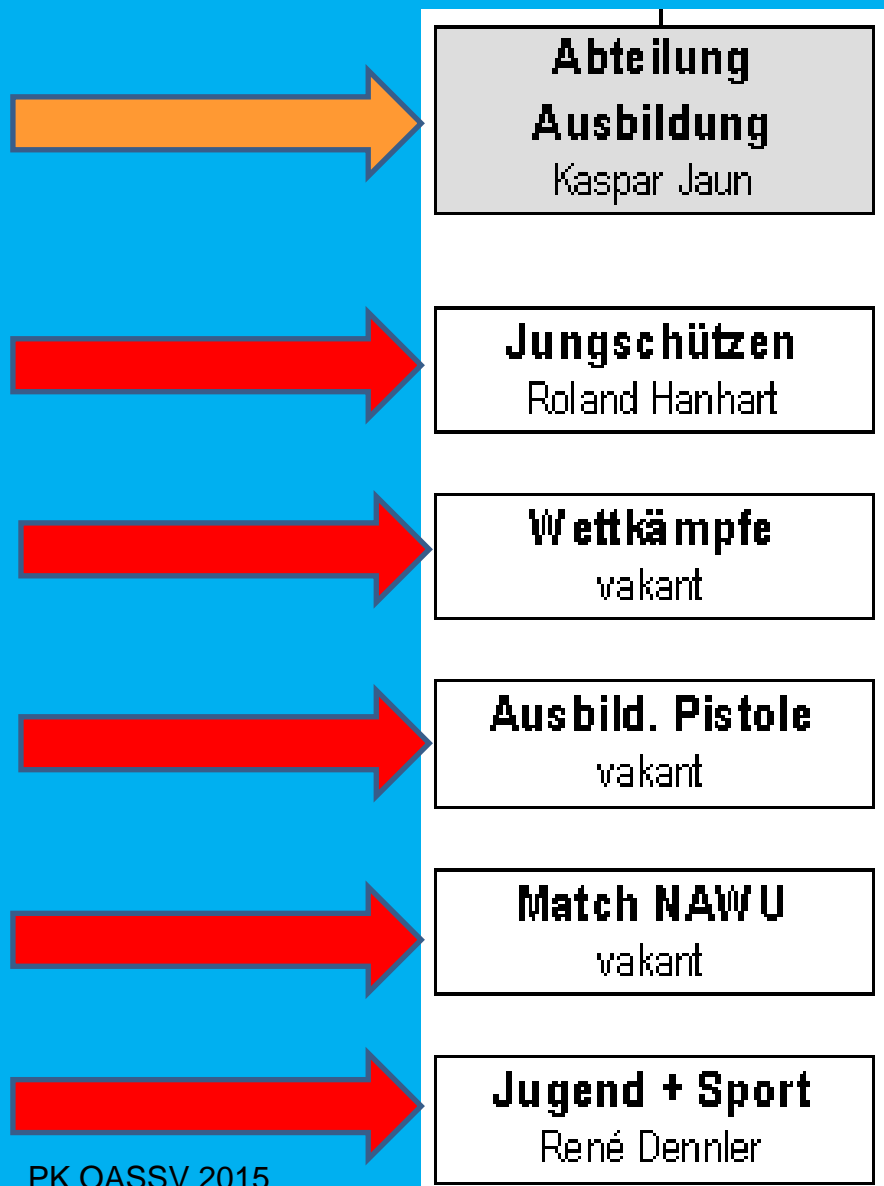 Abteilung
Ausbildung
Kaspar Jaun
Jungschützen
Roland Hanhart
Wettkämpfe
vakant
Ausbild. Pistole
vakant
Match NAWU
vakant
Jugend + Sport
René Dennler
PK OASSV 2015